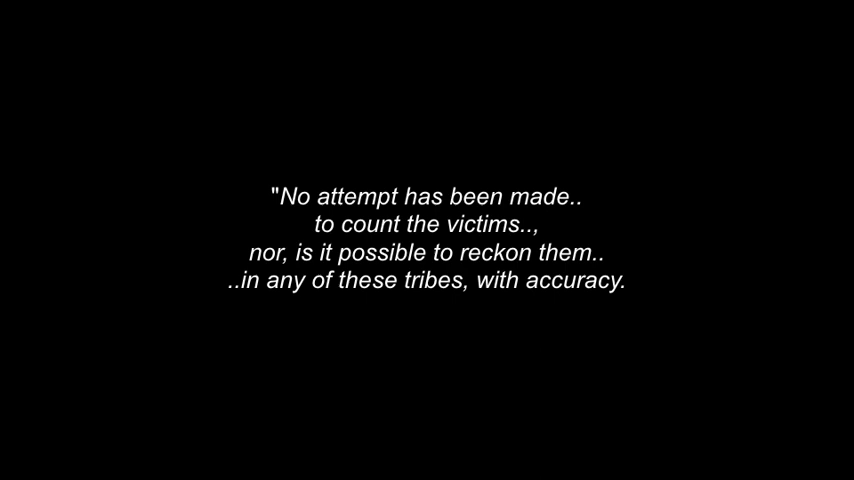 "No attempt has been made..
to count the victims..,
nor, is it possible to reckon them..
..in any of these tribes, with accuracy.